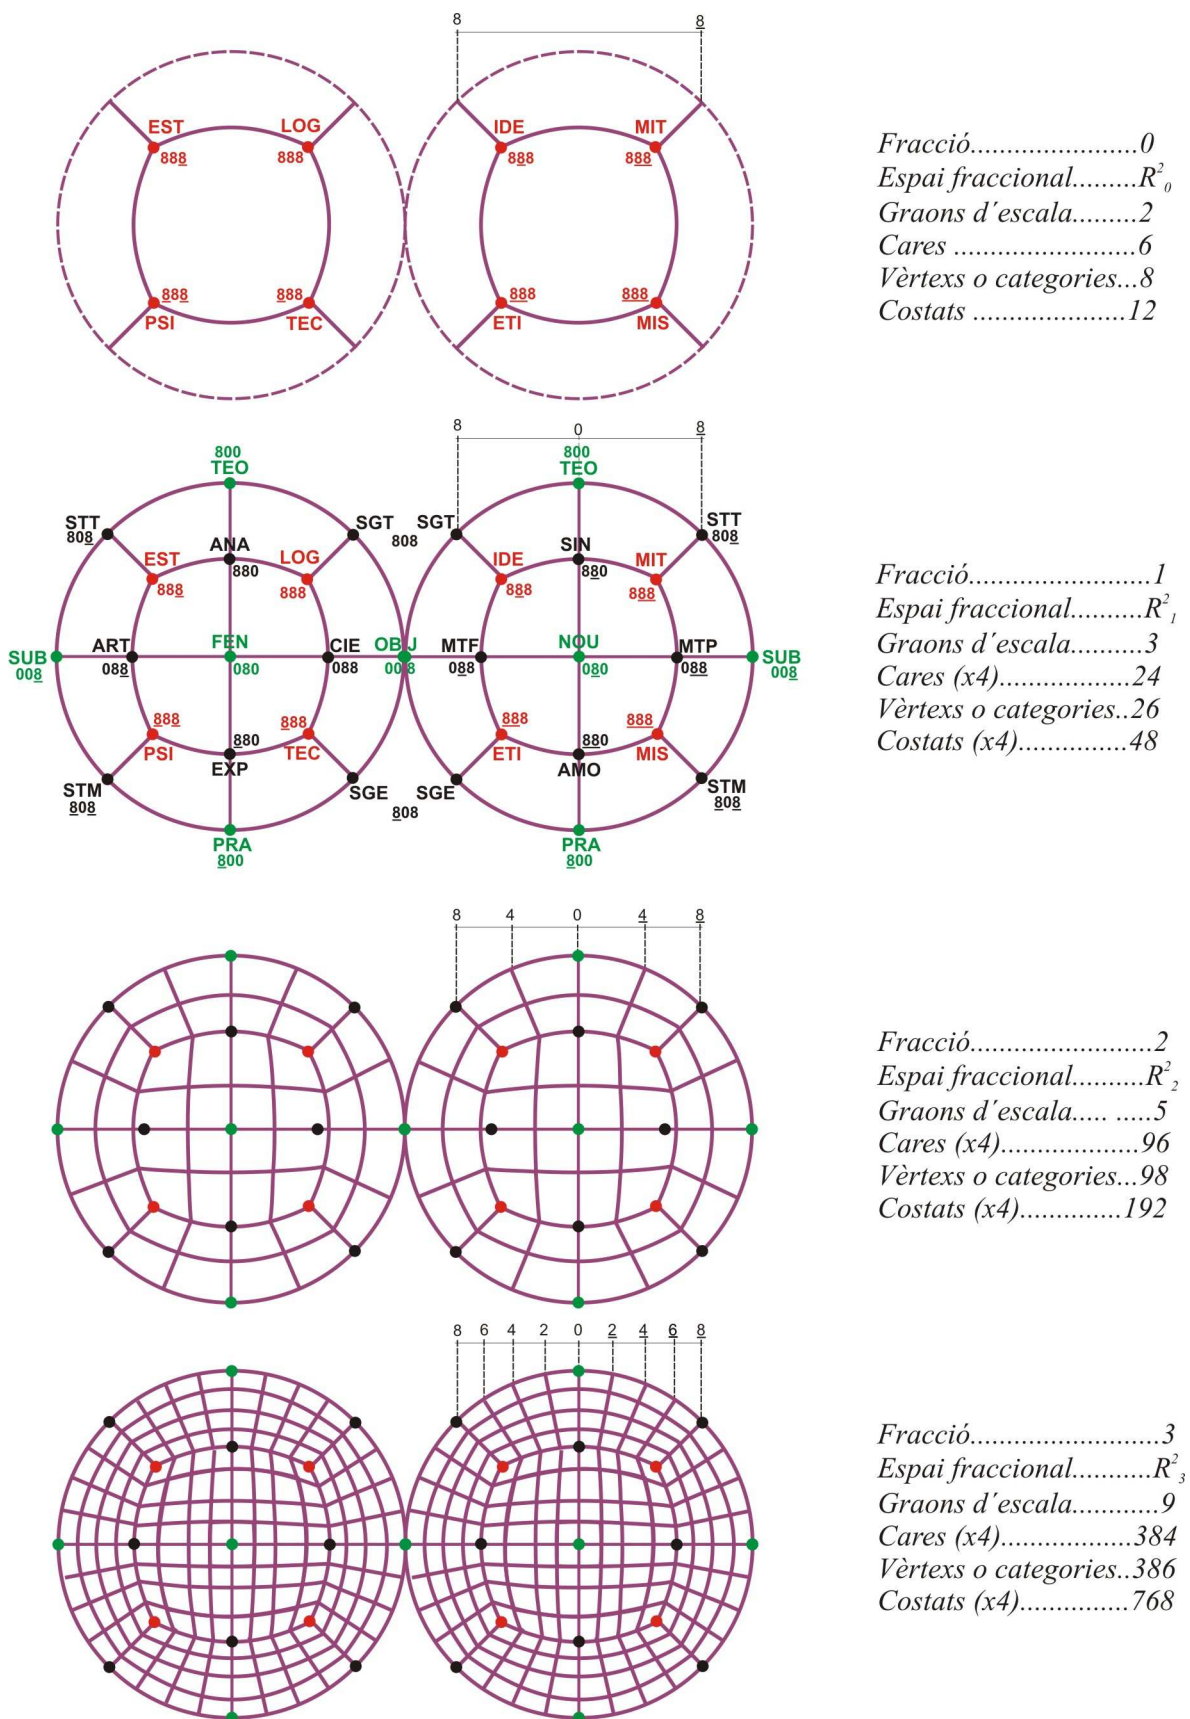 8 8
EST LOG IDE MIT
888 888 888 888
888 888 888 888
PSI TEC ETI MIS
Fracció......................0
Espai fraccional.........R²₀
Graons d´escala.........2
Cares ........................6
Vèrtexs o categories...8
Costats ....................12
8 0 8
800 800
TEO TEO
STT SGT SGT STT
808 808 808
ANA SIN
EST LOG IDE MIT
880 880
888 888 888 888
SUB ART FEN CIE OBJ MTF NOU MTP SUB
008 088 080 088 008 088 080 088 008
888 888 888 888
880 880
PSI TEC ETI MIS
EXP AMO
STM SGE SGE STM
808 808 808
PRA PRA
800 800
Fracció........................1
Espai fraccional..........R²₁
Graons d´escala..........3
Cares (x4)..................24
Vèrtexs o categories..26
Costats (x4)...............48
8 4 0 4 8
Fracció........................2
Espai fraccional..........R²₂
Graons d´escala..... .....5
Cares (x4)...................96
Vèrtexs o categories...98
Costats (x4)..............192
8 6 4 2 0 2 4 6 8
Fracció.........................3
Espai fraccional...........R²₃
Graons d´escala...........9
Cares (x4)..................384
Vèrtexs o categories..386
Costats (x4)...............768